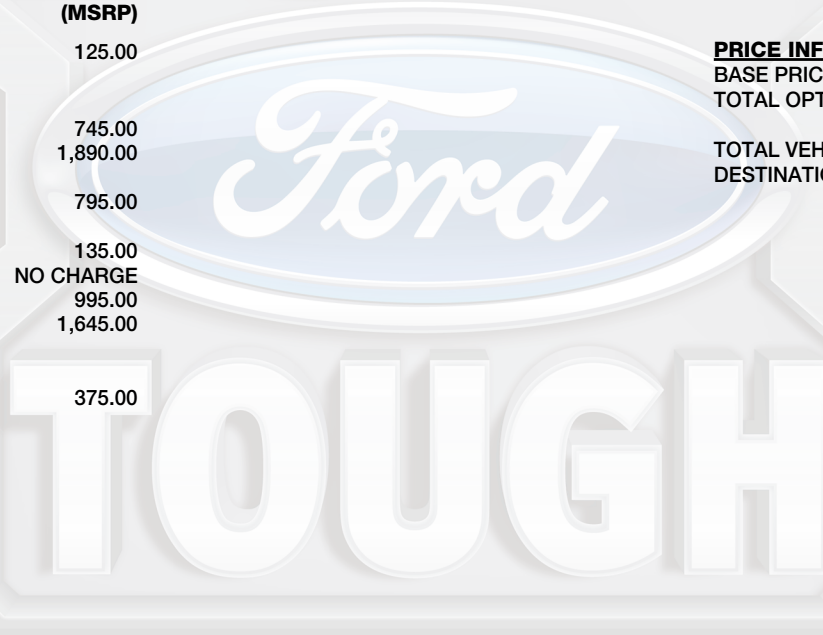 (MSRP)
125.00
745.00
1,890.00
795.00
135.00
NO CHARGE
995.00
1,645.00
375.00
PRICE INF
BASE PRIC
TOTAL OPT
TOTAL VEH
DESTINATI
Ford
TOUGH